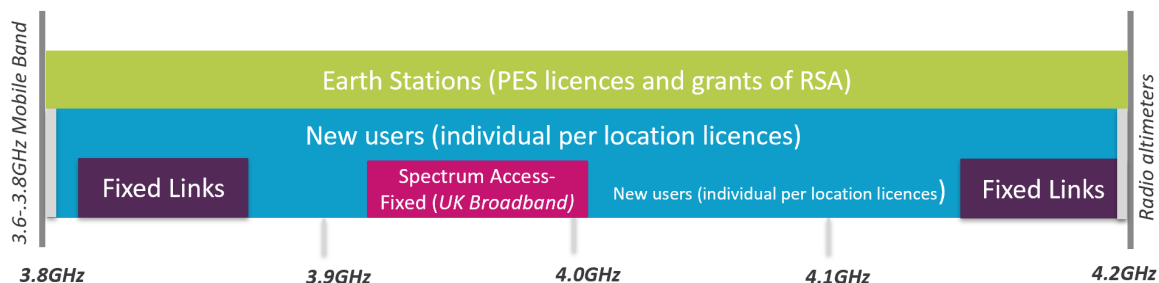 3.6-.3.8GHz Mobile Band
Earth Stations (PES licences and grants of RSA)
New users (individual per location licences)
Fixed Links
Spectrum Access-
Fixed (UK Broadband)
New users (individual per location licences)
Fixed Links
Radio altimeters
3.8GHz
3.9GHz
4.0GHz
4.1GHz
4.2GHz